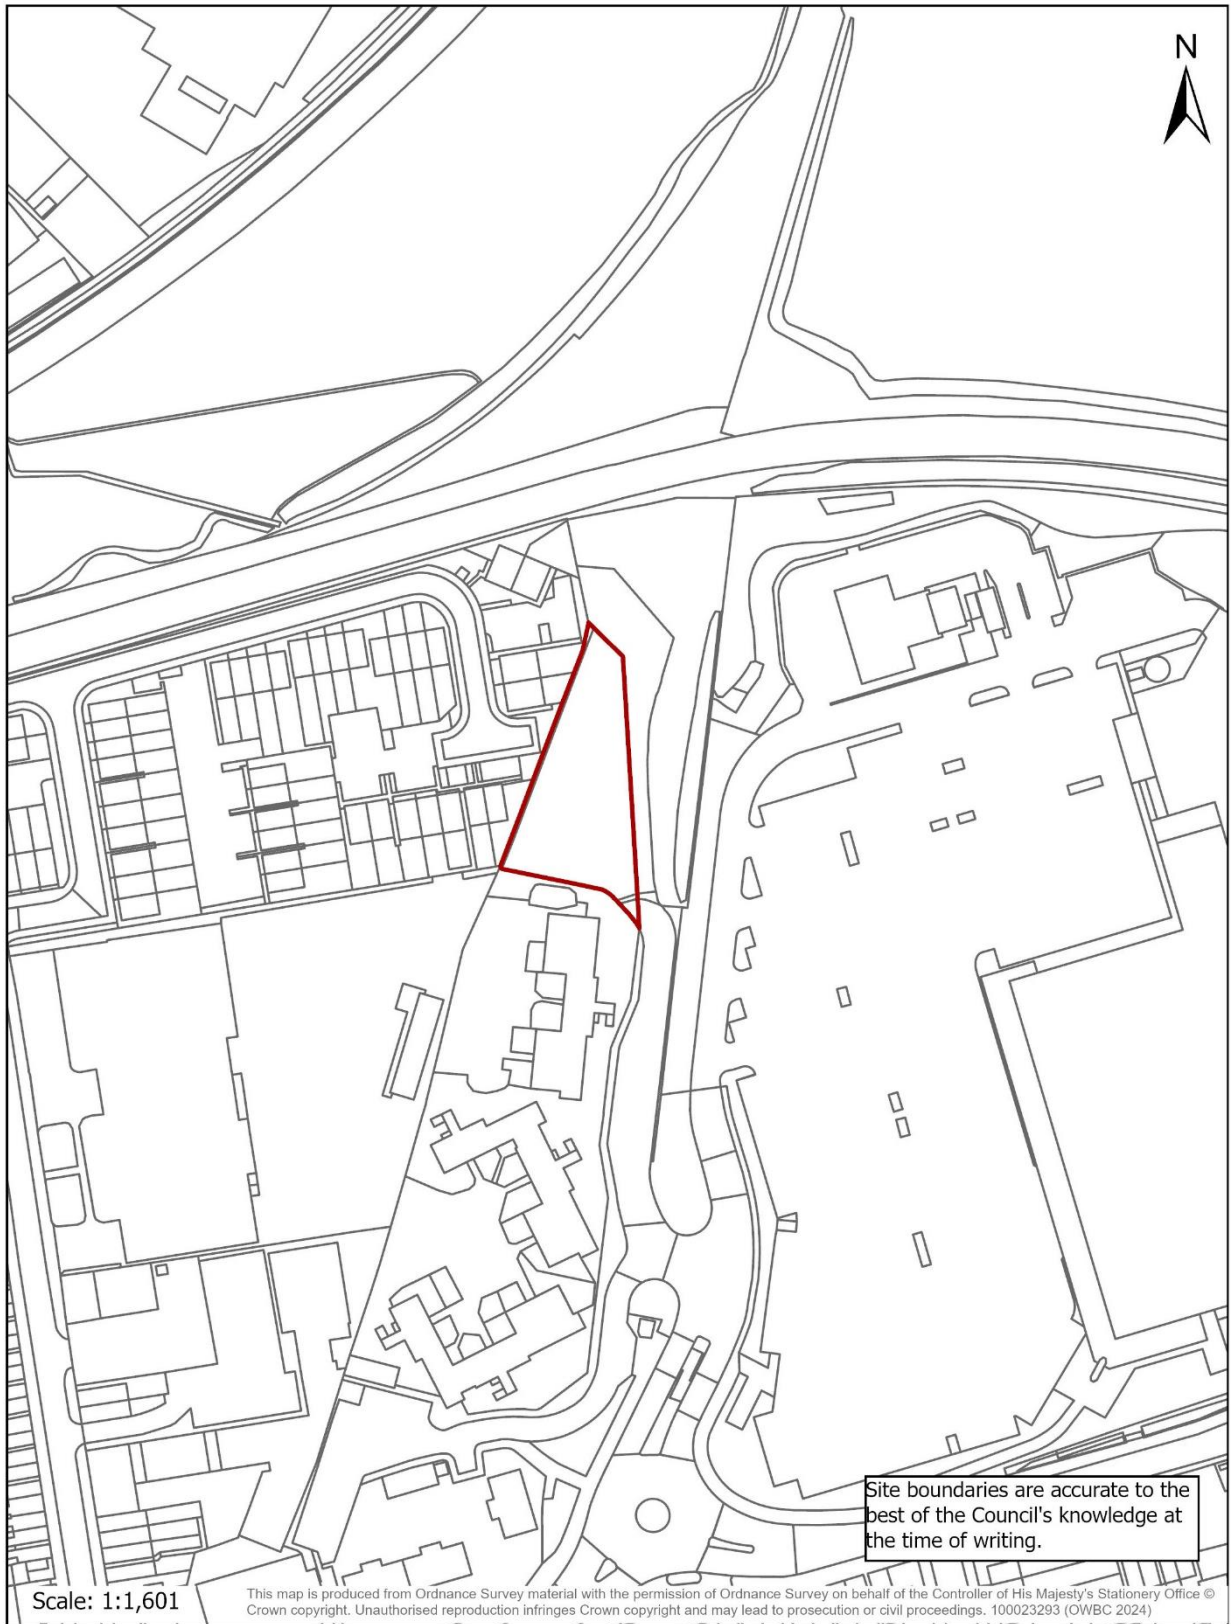 N
Site boundaries are accurate to the
best of the Council's knowledge at
the time of writing.
Scale: 1:1,601
This map is produced from Ordnance Survey material with the permission of Ordnance Survey on behalf of the Controller of His Majesty's Stationery Office ©
Crown copyright. Unauthorised reproduction infringes Crown copyright and may lead to prosecution or civil proceedings. 100023293 (OWBC 2024)